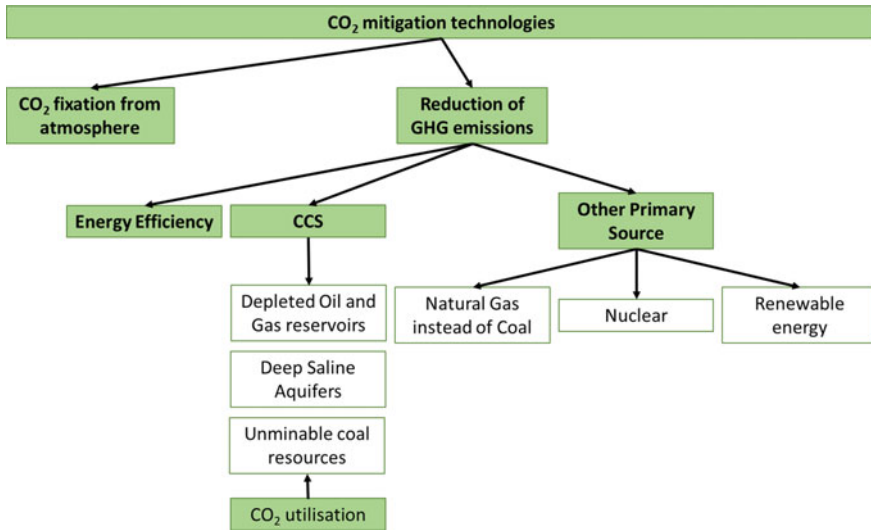 CO₂ mitigation technologies
CO₂ fixation from
atmosphere
Reduction of
GHG emissions
Energy Efficiency
CCS
Other Primary
Source
Depleted Oil and
Gas reservoirs
Natural Gas
instead of Coal
Nuclear
Renewable
energy
Deep Saline
Aquifers
Unminable coal
resources
CO₂ utilisation